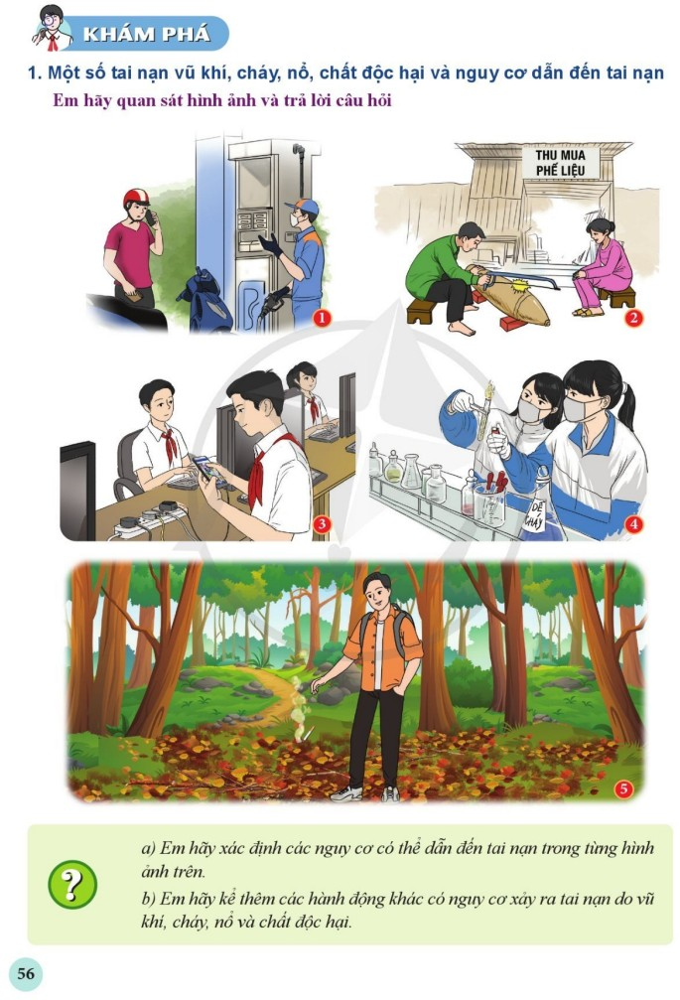 KHÁM PHÁ
1. Một số tai nạn vũ khí, cháy, nổ, chất độc hại và nguy cơ dẫn đến tai nạn
Em hãy quan sát hình ảnh và trả lời câu hỏi
THU MUA
PHẾ LIỆU
1
2
3
DỄ
CHÁY
4
5
?
a) Em hãy xác định các nguy cơ có thể dẫn đến tai nạn trong từng hình
ảnh trên.
b) Em hãy kể thêm các hành động khác có nguy cơ xảy ra tai nạn do vũ
khí, cháy, nổ và chất độc hại.
56